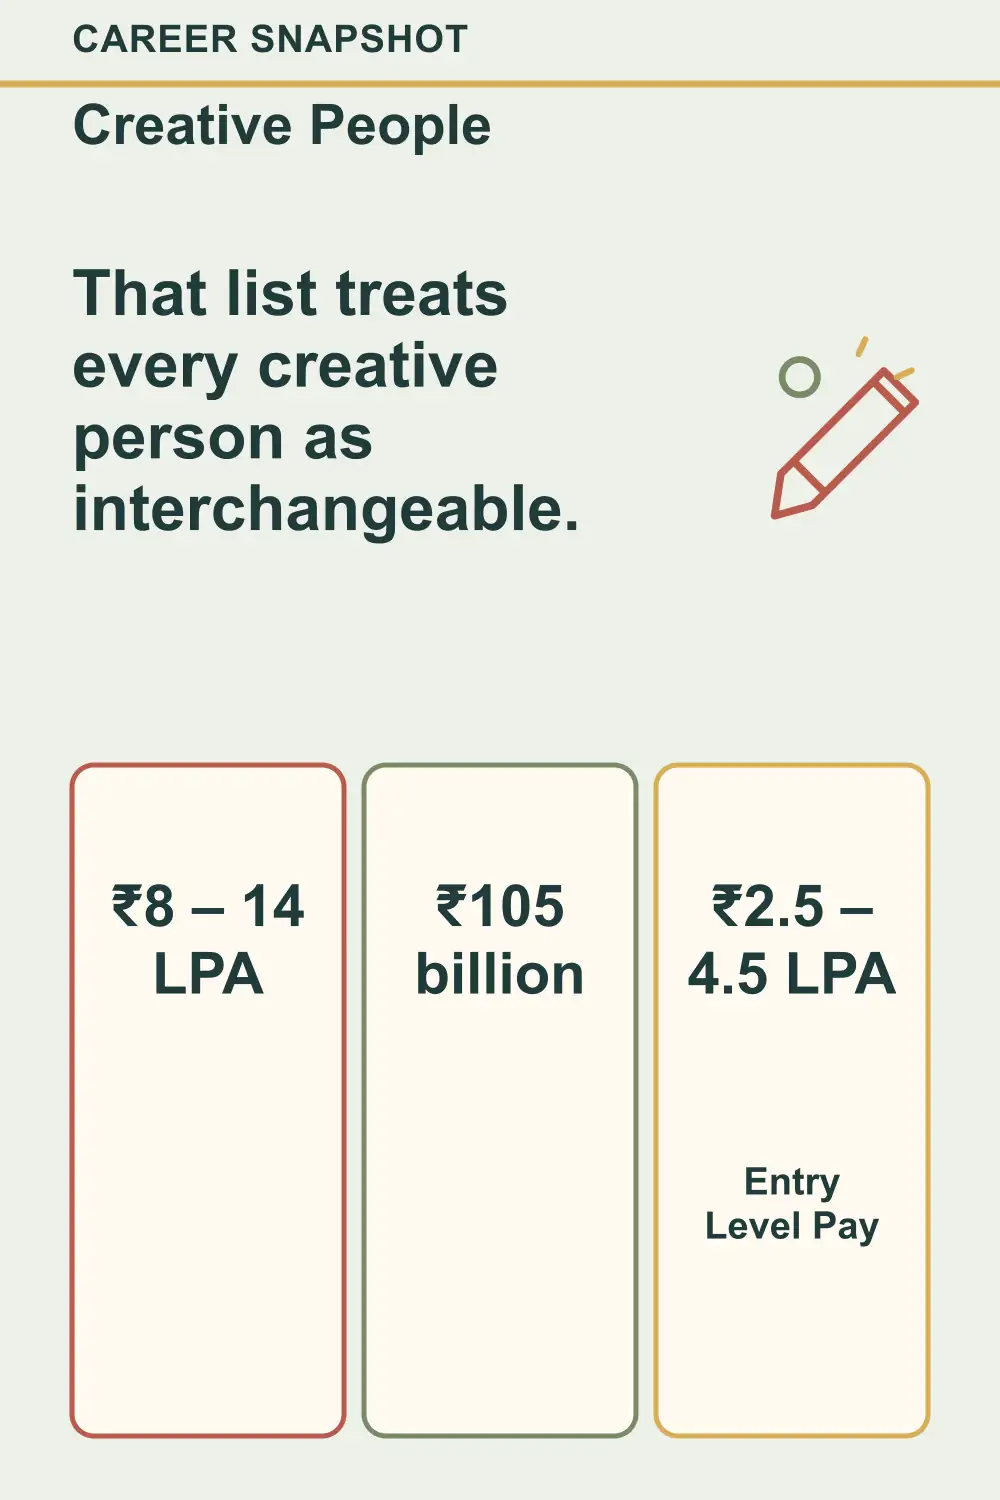 CAREER SNAPSHOT
Creative People
That list treats
every creative
person as
interchangeable.
₹8 – 14
LPA
₹105
billion
₹2.5 –
4.5 LPA
Entry
Level Pay